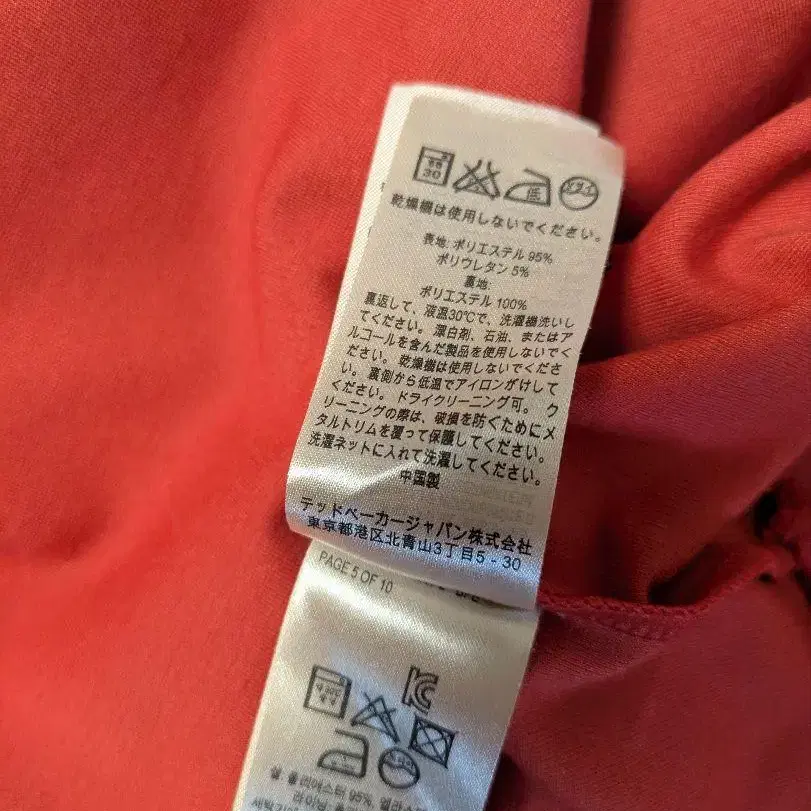 弱
30
低
ドライ
乾燥機は使用しないでください。
表地: ポリエステル 95%
ポリウレタン 5%
裏地:
ポリエステル 100%
裏返して、液温30℃で、洗濯機洗いし
てください。 漂白剤、石油、またはア
ルコールを含んだ製品を使用しないでく
ださい。 乾燥機は使用しないでくださ
い。 裏側から低温でアイロンがけして
ください。 ドライクリーニング可。 ク
リーニングの際は、破損を防ぐためにメ
タルトリムを覆って保護してください。
洗濯ネットに入れて洗濯してください。
中国製
テッドベーカージャパン株式会社
東京都港区北青山3丁目5 - 30
PAGE 5 OF 10